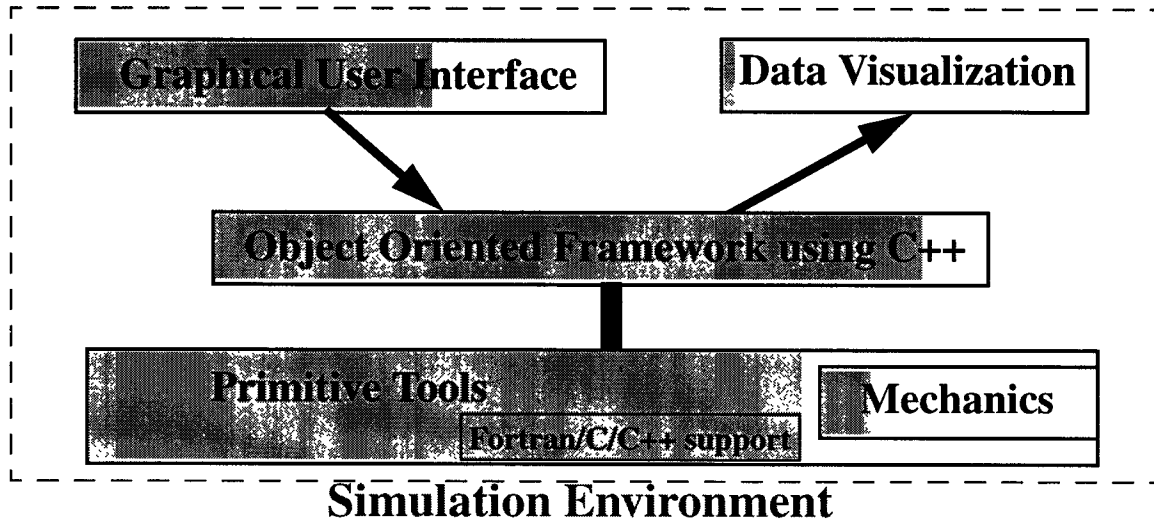 Graphical User Interface
Data Visualization
Object Oriented Framework using C++
Primitive Tools
Mechanics
Fortran/C/C++ support
Simulation Environment